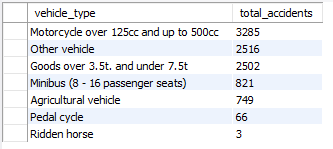 vehicle_type total_accidents
Motorcycle over 125cc and up to 500cc 3285
Other vehicle 2516
Goods over 3.5t. and under 7.5t 2502
Minibus (8 - 16 passenger seats) 821
Agricultural vehicle 749
Pedal cycle 66
Ridden horse 3